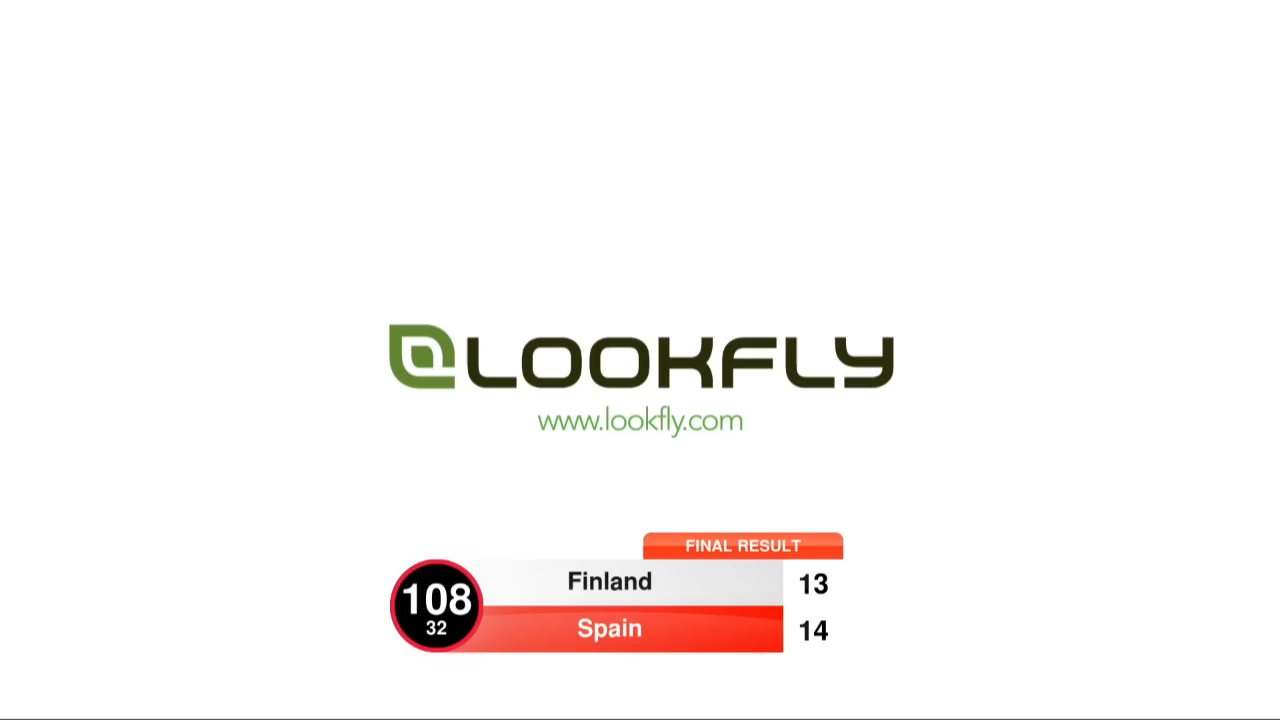 LOOKFLY
www.lookfly.com
FINAL RESULT
108
32
Finland 13
Spain 14